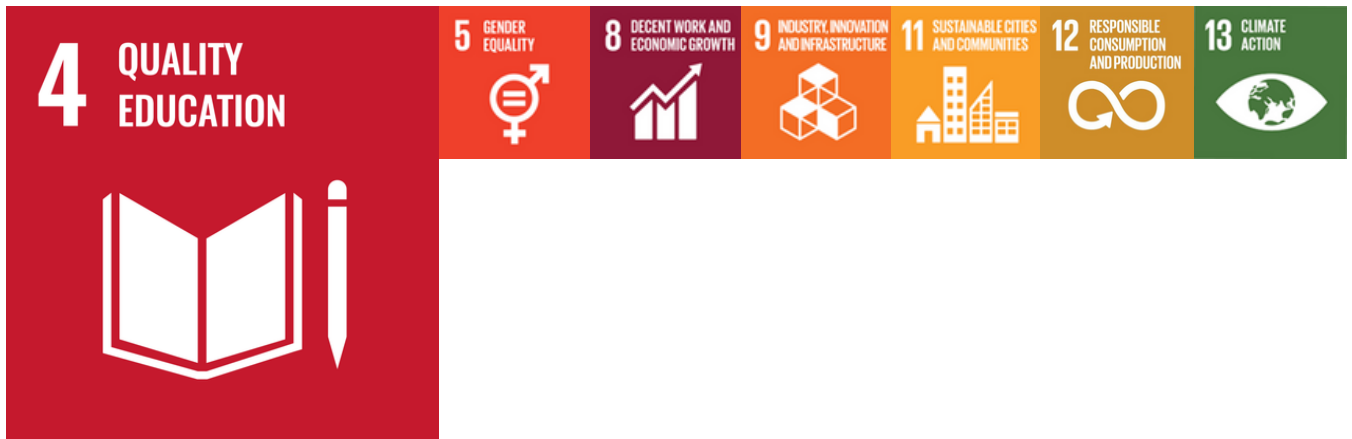 4 QUALITY
EDUCATION
5 GENDER
EQUALITY
8 DECENT WORK AND
ECONOMIC GROWTH
9 INDUSTRY, INNOVATION
AND INFRASTRUCTURE
11 SUSTAINABLE CITIES
AND COMMUNITIES
12 RESPONSIBLE
CONSUMPTION
AND PRODUCTION
13 CLIMATE
ACTION